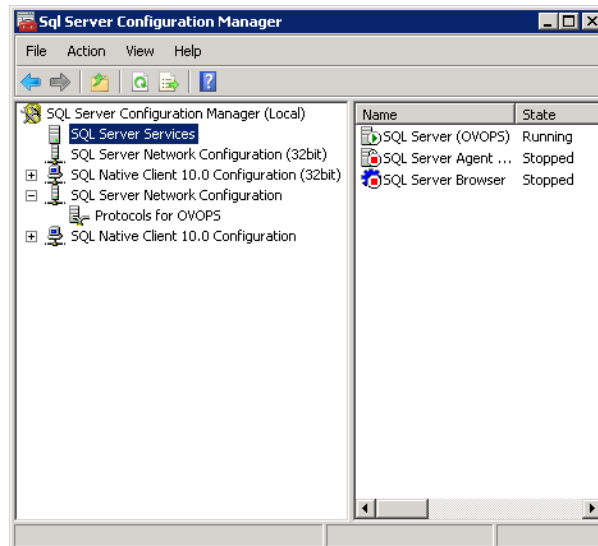 Sql Server Configuration Manager
File Action View Help
SQL Server Configuration Manager (Local)
SQL Server Services
SQL Server Network Configuration (32bit)
SQL Native Client 10.0 Configuration (32bit)
SQL Server Network Configuration
Protocols for OVOPS
SQL Native Client 10.0 Configuration
Name State
SQL Server (OVOPS) Running
SQL Server Agent ... Stopped
SQL Server Browser Stopped